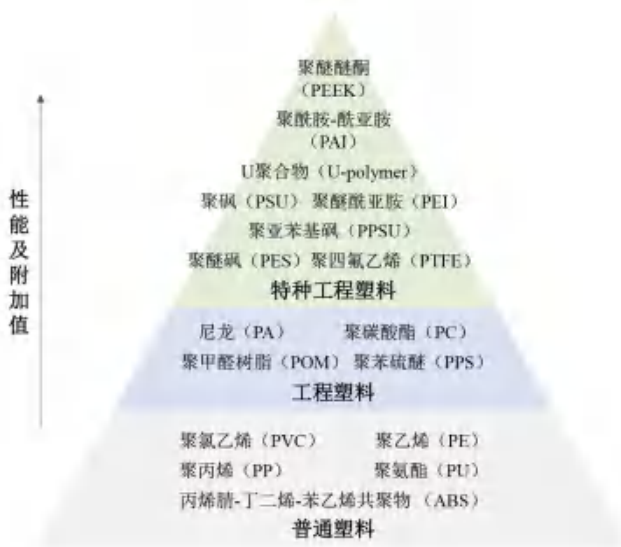 聚醚醚酮
（PEEK）
聚酰胺-酰亚胺
（PAI）
U聚合物（U-polymer）
聚砜（PSU） 聚醚酰亚胺（PEI）
聚亚苯基砜（PPSU）
聚醚砜（PES） 聚四氟乙烯（PTFE）
特种工程塑料
性能及附加值
尼龙（PA） 聚碳酸酯（PC）
聚甲醛树脂（POM） 聚苯硫醚（PPS）
工程塑料
聚氯乙烯（PVC） 聚乙烯（PE）
聚丙烯（PP） 聚氨酯（PU）
丙烯腈-丁二烯-苯乙烯共聚物 （ABS）
普通塑料